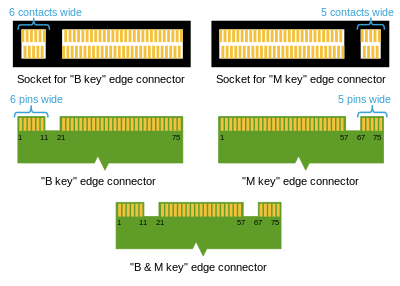 6 contacts wide
5 contacts wide
Socket for "B key" edge connector
Socket for "M key" edge connector
6 pins wide
5 pins wide
1 11 21 75
1 57 67 75
"B key" edge connector
"M key" edge connector
1 11 21 57 67 75
"B & M key" edge connector